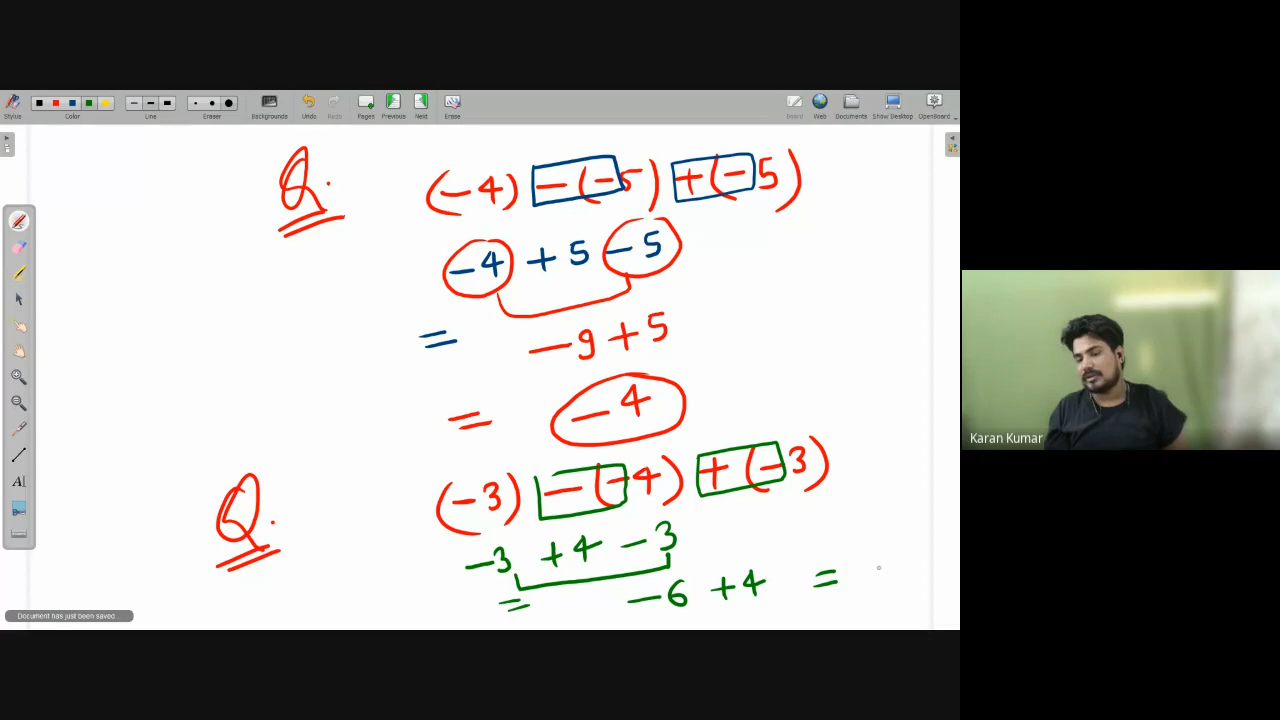 Stylus Color Line Eraser Backgrounds Undo Redo Pages Previous Next Erase Board Web Documents Show Desktop OpenBoard
Q. (-4) -(-5) +(-5)
-4 +5 -5
= -9+5
= -4
Q. (-3) -(-4) +(-3)
-3 +4 -3
= -6 +4 =
Document has just been saved
Karan Kumar